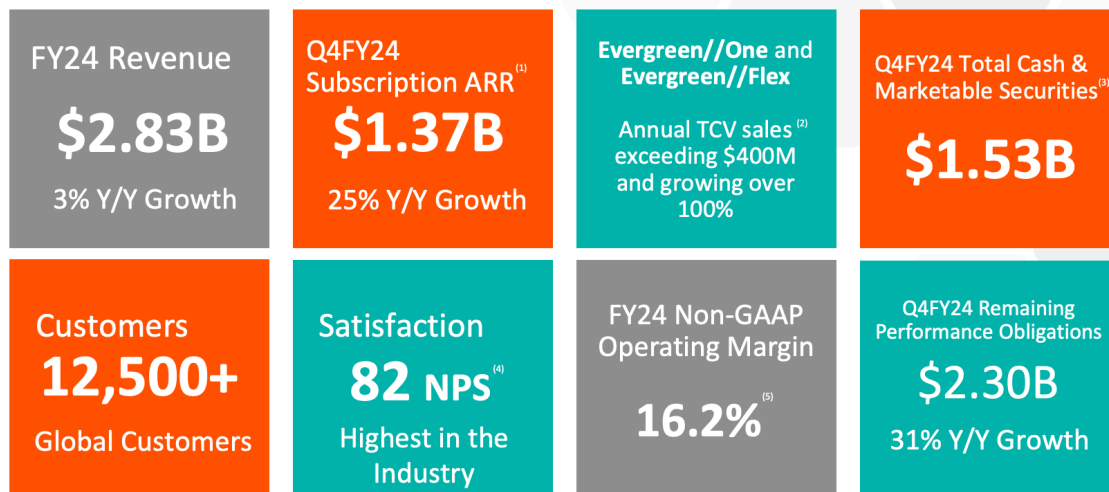 FY24 Revenue
$2.83B
3% Y/Y Growth
Q4FY24
Subscription ARR(1)
$1.37B
25% Y/Y Growth
Evergreen//One and
Evergreen//Flex
Annual TCV sales (2)
exceeding $400M
and growing over
100%
Q4FY24 Total Cash &
Marketable Securities(3)
$1.53B
Customers
12,500+
Global Customers
Satisfaction
82 NPS(4)
Highest in the
Industry
FY24 Non-GAAP
Operating Margin
16.2%(5)
Q4FY24 Remaining
Performance Obligations
$2.30B
31% Y/Y Growth